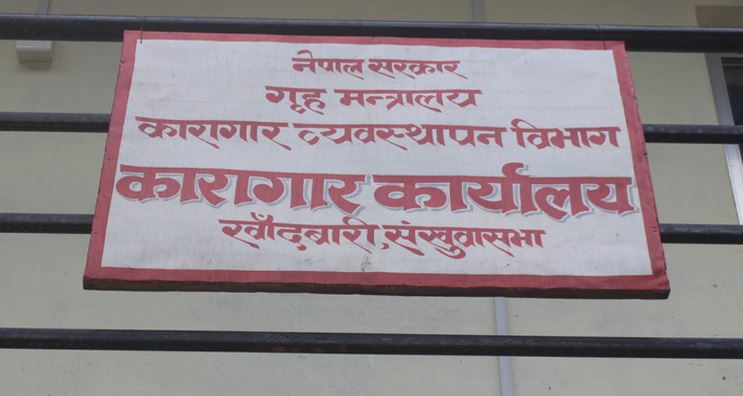 नेपाल सरकार
गृह मन्त्रालय
कारागार व्यवस्थापन विभाग
कारागार कार्यालय
खाँदबारी, संखुवासभा